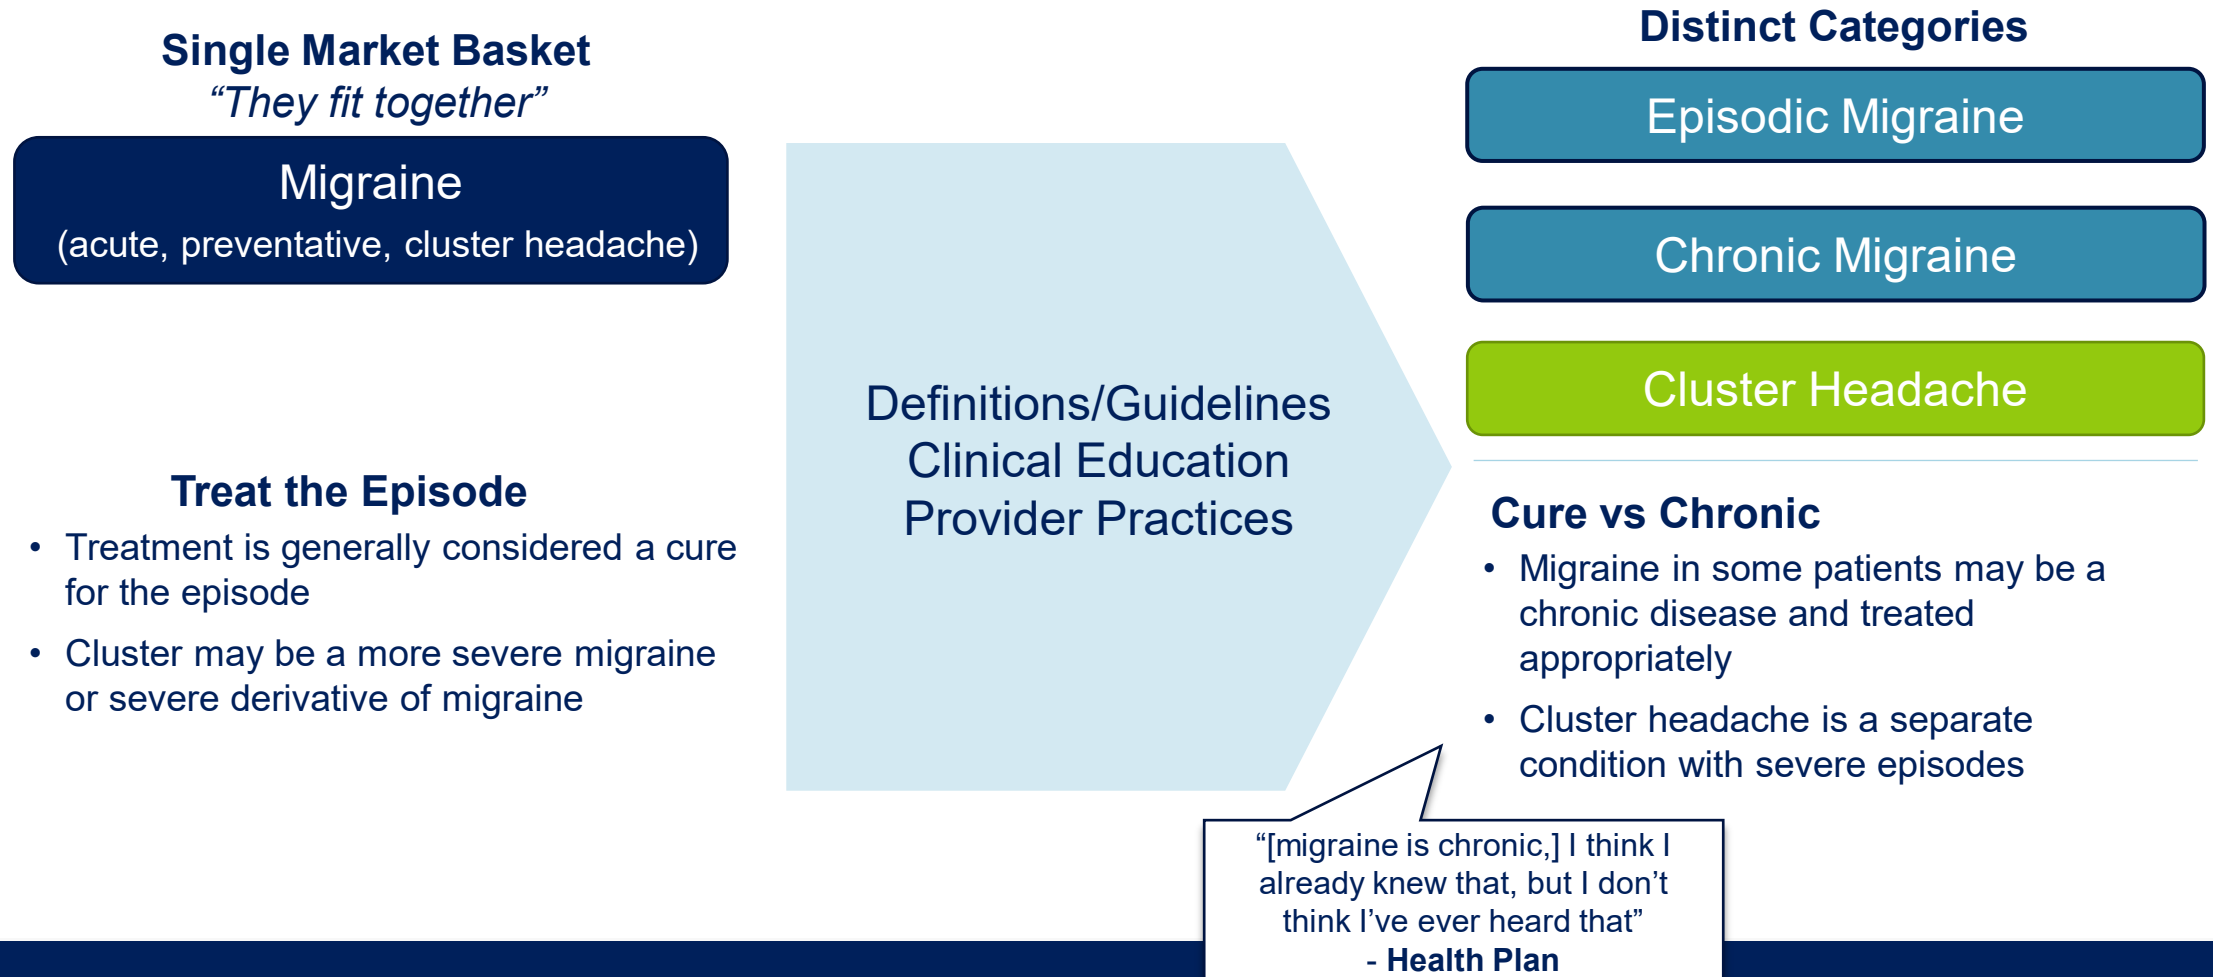 Single Market Basket
“They fit together”
Migraine
(acute, preventative, cluster headache)
Treat the Episode
• Treatment is generally considered a cure
for the episode
• Cluster may be a more severe migraine
or severe derivative of migraine
Definitions/Guidelines
Clinical Education
Provider Practices
Distinct Categories
Episodic Migraine
Chronic Migraine
Cluster Headache
Cure vs Chronic
• Migraine in some patients may be a
chronic disease and treated
appropriately
• Cluster headache is a separate
condition with severe episodes
“[migraine is chronic,] I think I
already knew that, but I don’t
think I’ve ever heard that”
- Health Plan